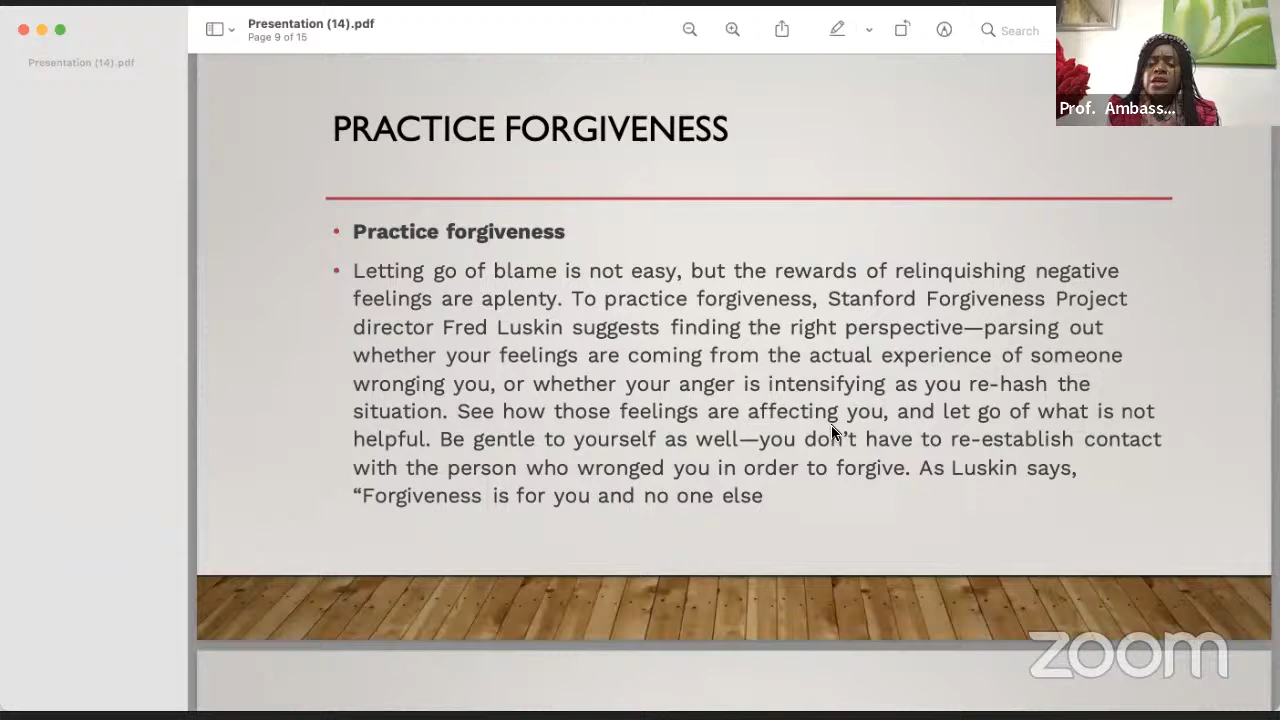 Presentation (14).pdf
Page 9 of 15
Search
Presentation (14).pdf
Prof. Ambass...
PRACTICE FORGIVENESS
• Practice forgiveness
• Letting go of blame is not easy, but the rewards of relinquishing negative
feelings are aplenty. To practice forgiveness, Stanford Forgiveness Project
director Fred Luskin suggests finding the right perspective—parsing out
whether your feelings are coming from the actual experience of someone
wronging you, or whether your anger is intensifying as you re-hash the
situation. See how those feelings are affecting you, and let go of what is not
helpful. Be gentle to yourself as well—you don’t have to re-establish contact
with the person who wronged you in order to forgive. As Luskin says,
“Forgiveness is for you and no one else
zoom